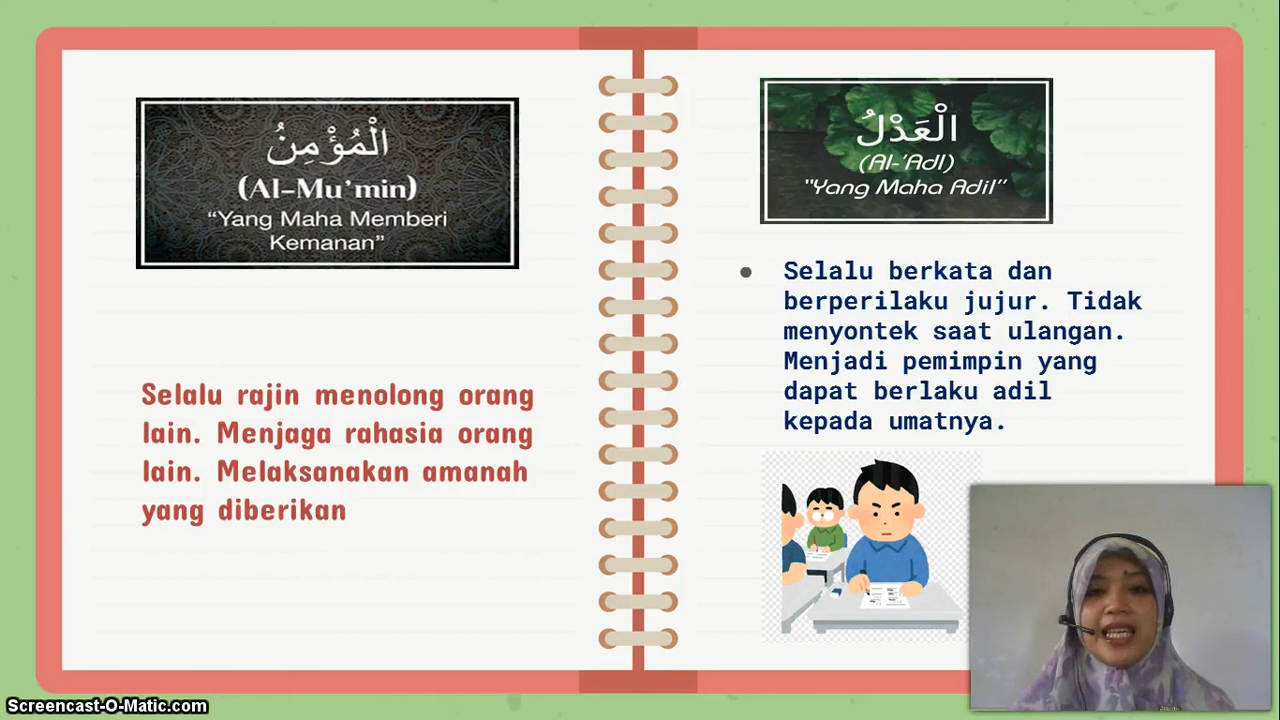 الْمُؤْمِنُ
(Al-Mu’min)
“Yang Maha Memberi
Kemanan”
Selalu rajin menolong orang
lain. Menjaga rahasia orang
lain. Melaksanakan amanah
yang diberikan
الْعَدْلُ
(Al-‘Adl)
"Yang Maha Adil”
Selalu berkata dan
berperilaku jujur. Tidak
menyontek saat ulangan.
Menjadi pemimpin yang
dapat berlaku adil
kepada umatnya.
Screencast-O-Matic.com